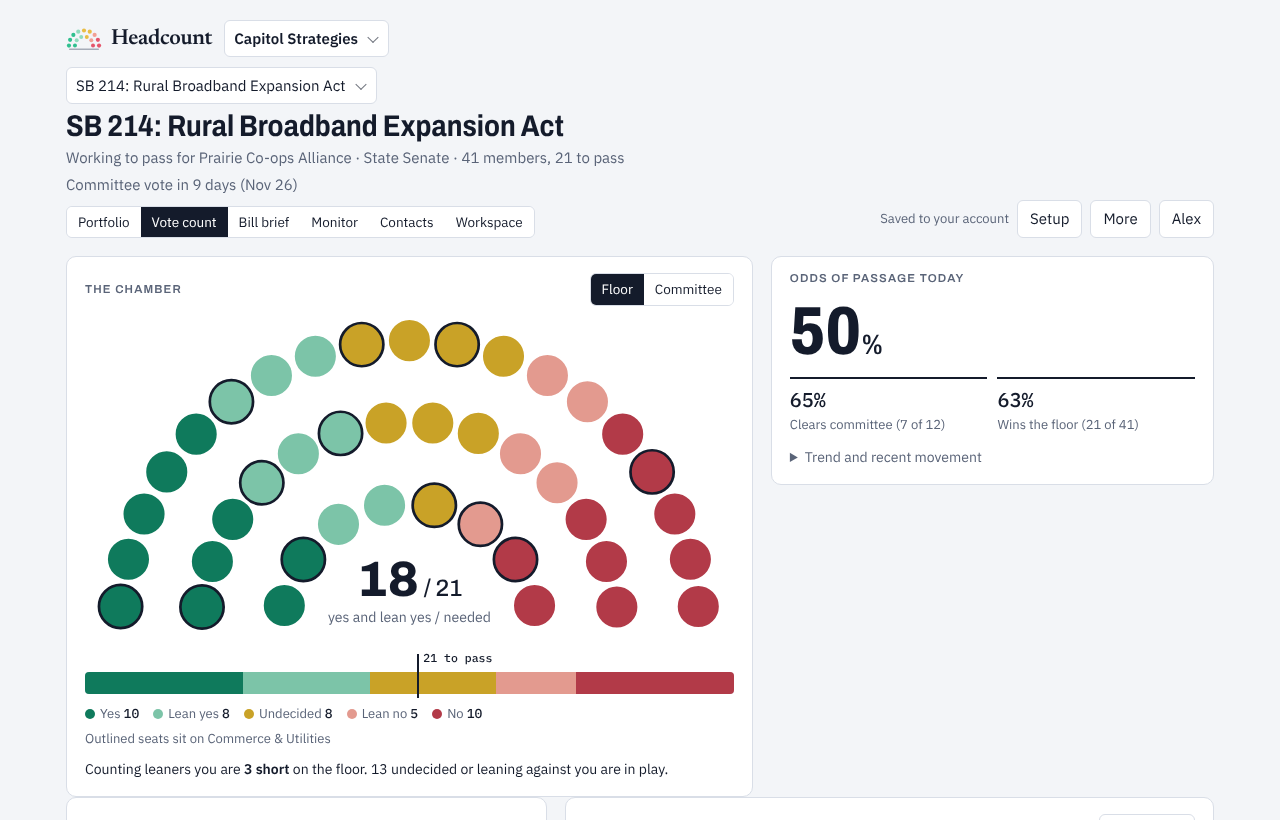 Headcount
Capitol Strategies
SB 214: Rural Broadband Expansion Act
SB 214: Rural Broadband Expansion Act
Working to pass for Prairie Co-ops Alliance · State Senate · 41 members, 21 to pass
Committee vote in 9 days (Nov 26)
Portfolio Vote count Bill brief Monitor Contacts Workspace
Saved to your account Setup More Alex
THE CHAMBER
Floor Committee
18 / 21
yes and lean yes / needed
21 to pass
Yes 10 Lean yes 8 Undecided 8 Lean no 5 No 10
Outlined seats sit on Commerce & Utilities
Counting leaners you are 3 short on the floor. 13 undecided or leaning against you are in play.
ODDS OF PASSAGE TODAY
50%
65%
Clears committee (7 of 12)
63%
Wins the floor (21 of 41)
Trend and recent movement